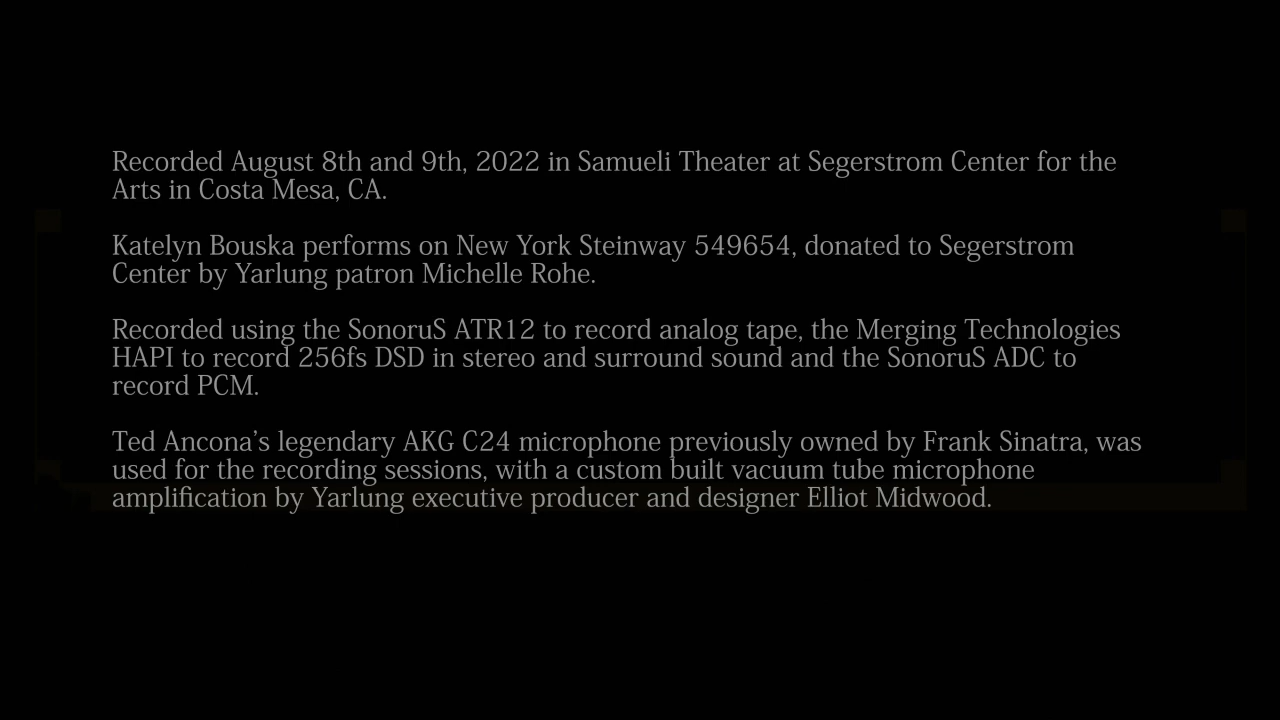 Recorded August 8th and 9th, 2022 in Samueli Theater at Segerstrom Center for the
Arts in Costa Mesa, CA.
Katelyn Bouska performs on New York Steinway 549654, donated to Segerstrom
Center by Yarlung patron Michelle Rohe.
Recorded using the SonoruS ATR12 to record analog tape, the Merging Technologies
HAPI to record 256fs DSD in stereo and surround sound and the SonoruS ADC to
record PCM.
Ted Ancona’s legendary AKG C24 microphone previously owned by Frank Sinatra, was
used for the recording sessions, with a custom built vacuum tube microphone
amplification by Yarlung executive producer and designer Elliot Midwood.